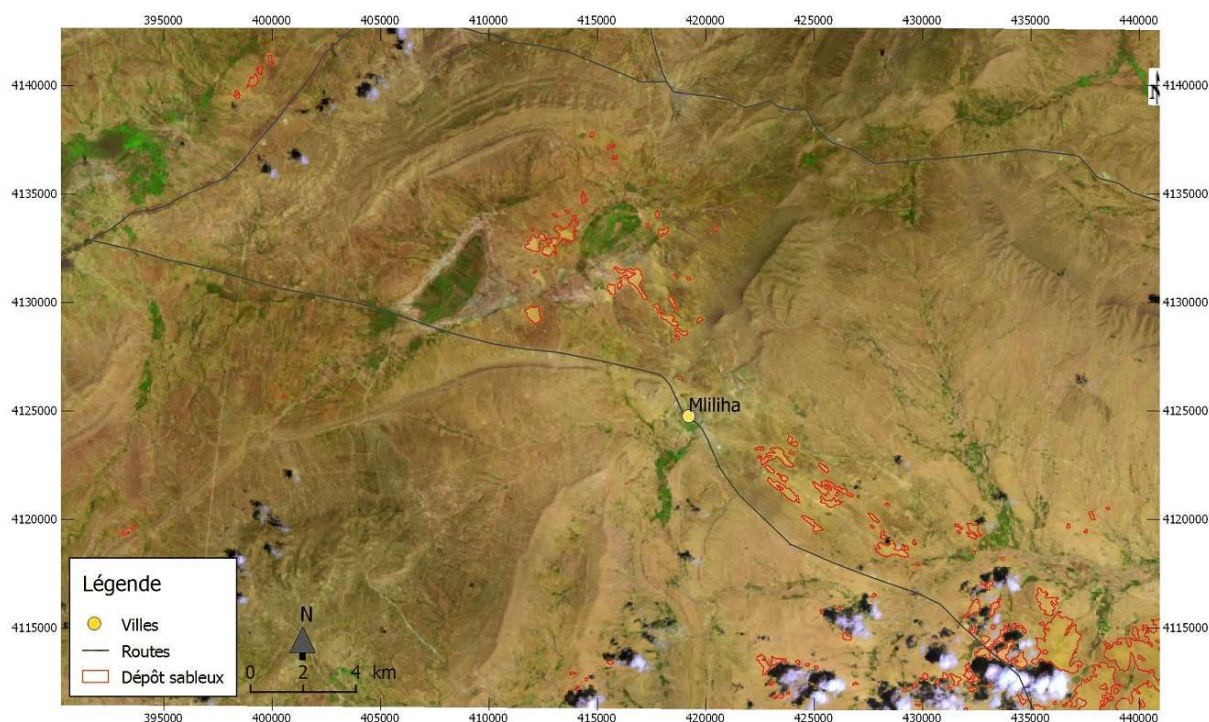 395000 400000 405000 410000 415000 420000 425000 430000 435000 440000
4140000 4140000
N
4135000 4135000
4130000 4130000
Mliliha
4125000 4125000
4120000 4120000
Légende
Villes
Routes
Dépôt sableux
N
0 2 4 km
4115000 4115000
395000 400000 405000 410000 415000 420000 425000 430000 435000 440000